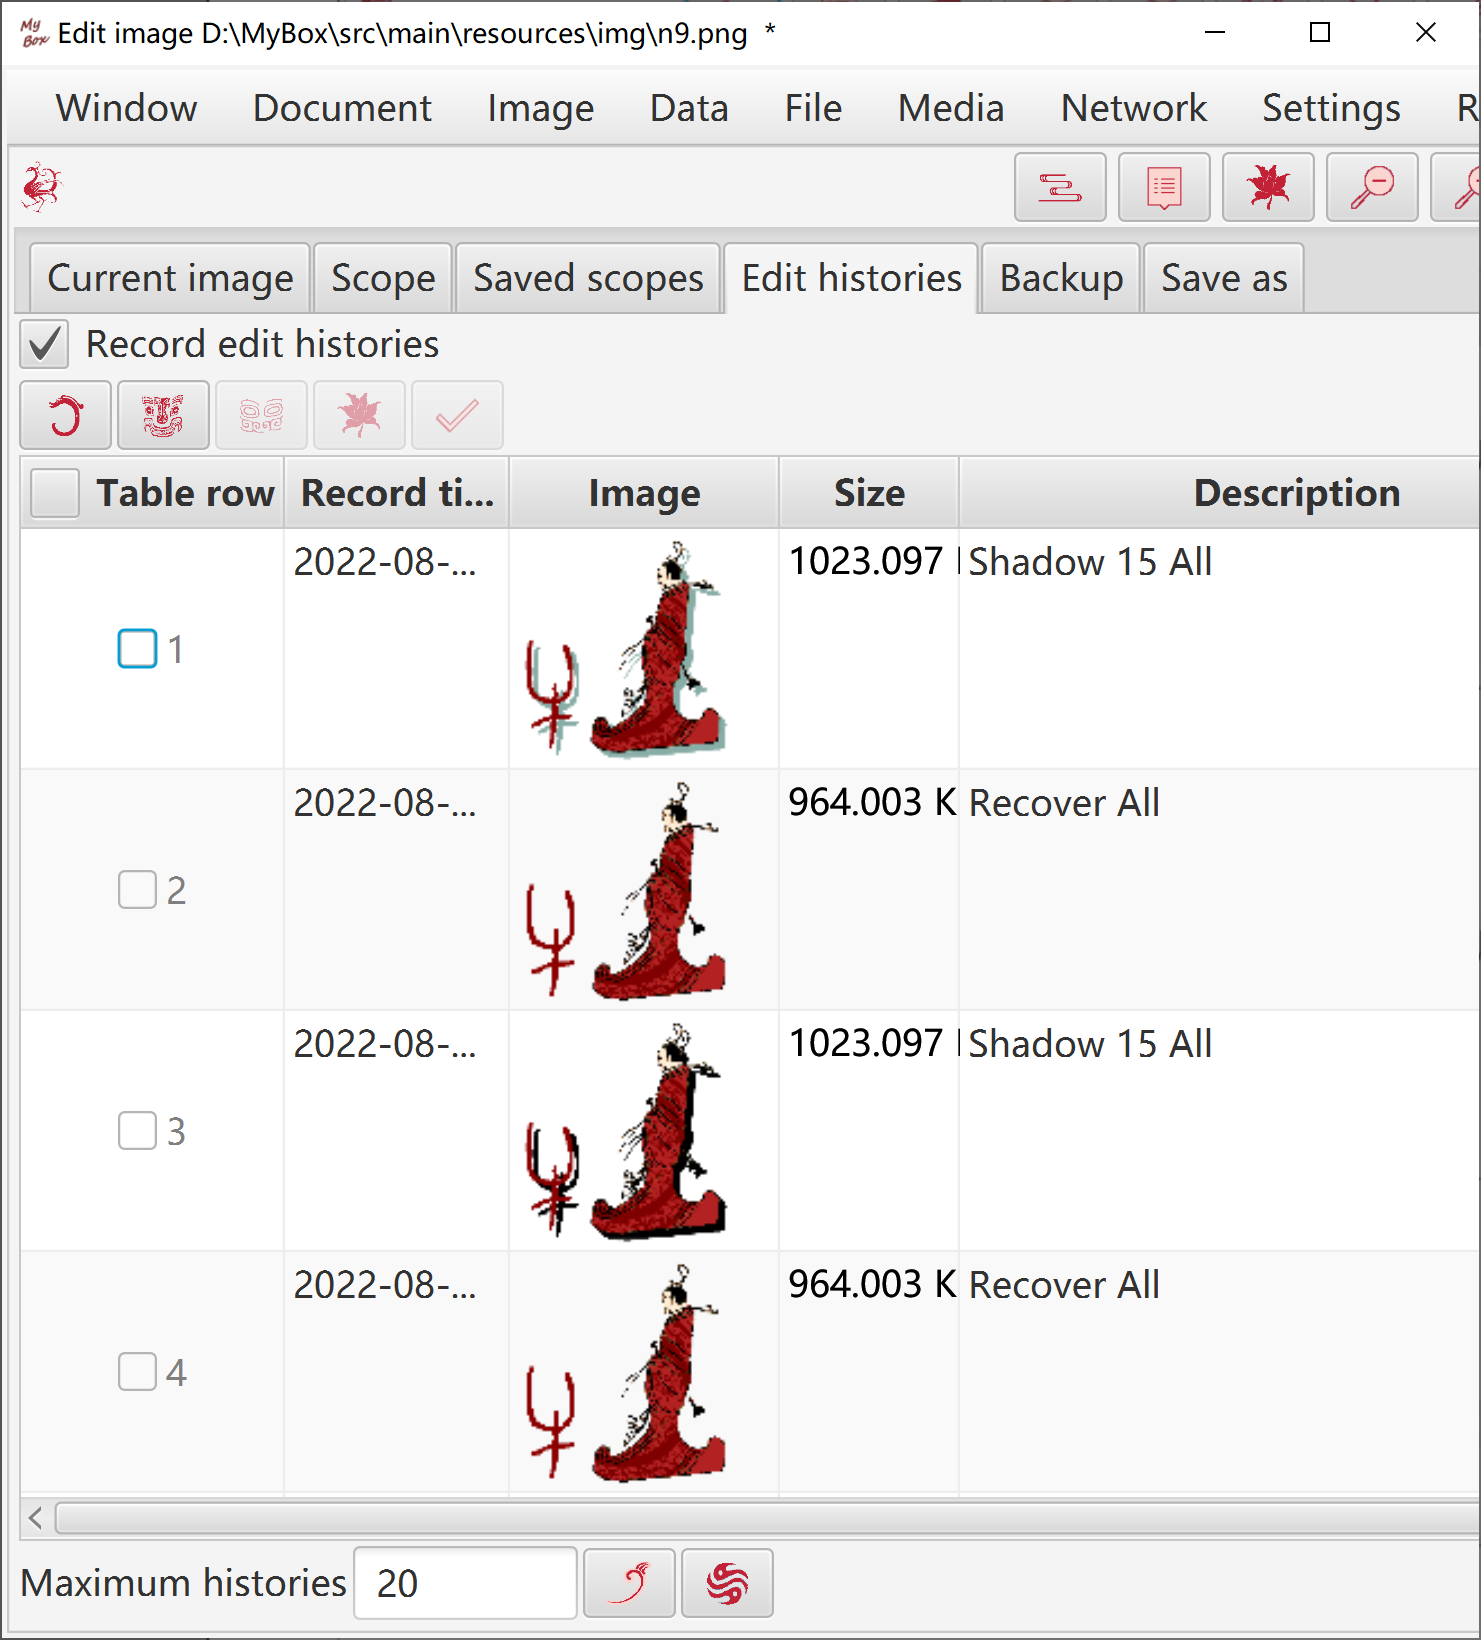 My Box Edit image D:\MyBox\src\main\resources\img\n9.png *
Window Document Image Data File Media Network Settings R
Current image Scope Saved scopes Edit histories Backup Save as
Record edit histories
Table row Record ti... Image Size Description
1 2022-08-... 1023.097 Shadow 15 All
2 2022-08-... 964.003 K Recover All
3 2022-08-... 1023.097 Shadow 15 All
4 2022-08-... 964.003 K Recover All
Maximum histories 20